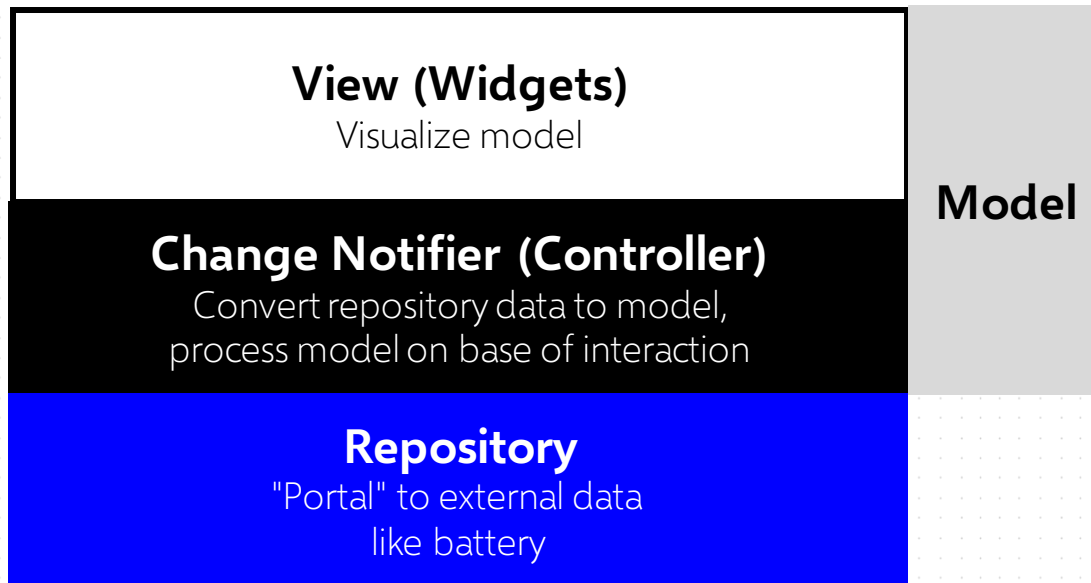 View (Widgets)
Visualize model
Model
Change Notifier (Controller)
Convert repository data to model,
process model on base of interaction
Repository
"Portal" to external data
like battery